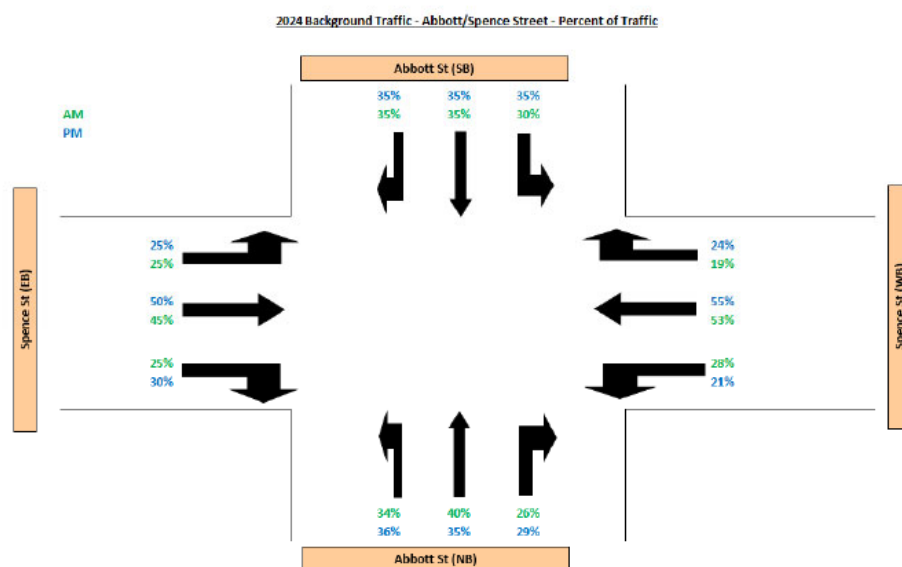 2024 Background Traffic - Abbott/Spence Street - Percent of Traffic
Abbott St (SB)
35% 35% 35%
35% 35% 30%
AM
PM
Spence St (EB)
25%
25%
50%
45%
25%
30%
24%
19%
55%
53%
28%
21%
Spence St (WB)
34% 40% 26%
36% 35% 29%
Abbott St (NB)